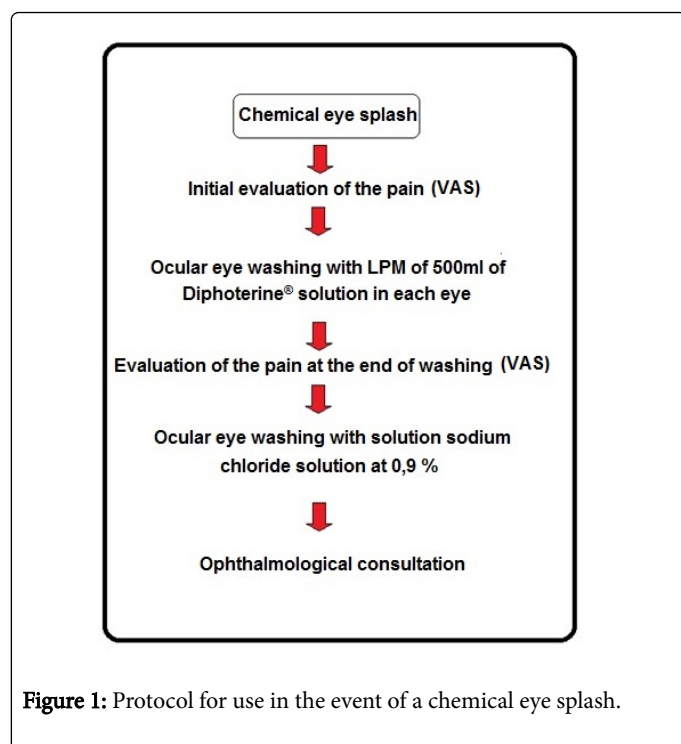 Chemical eye splash
Initial evaluation of the pain (VAS)
Ocular eye washing with LPM of 500ml of
Diphoterine® solution in each eye
Evaluation of the pain at the end of washing (VAS)
Ocular eye washing with solution sodium
chloride solution at 0,9 %
Ophthalmological consultation
Figure 1: Protocol for use in the event of a chemical eye splash.